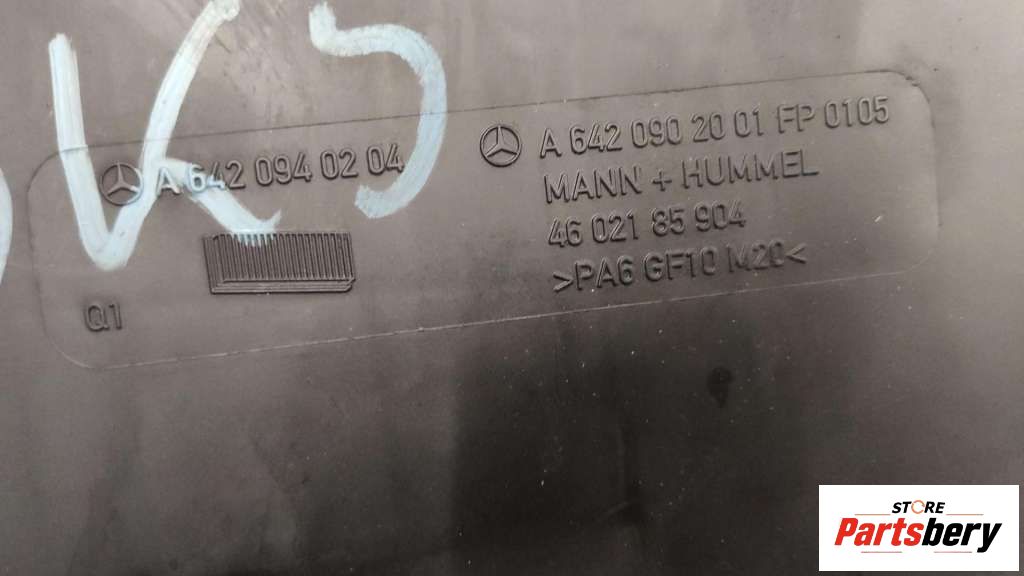 A 642 094 02 04
Q1
A 642 090 20 01 FP 0105
MANN + HUMMEL
46 021 85 904
>PA6 GF10 M20<
STORE
Partsbery